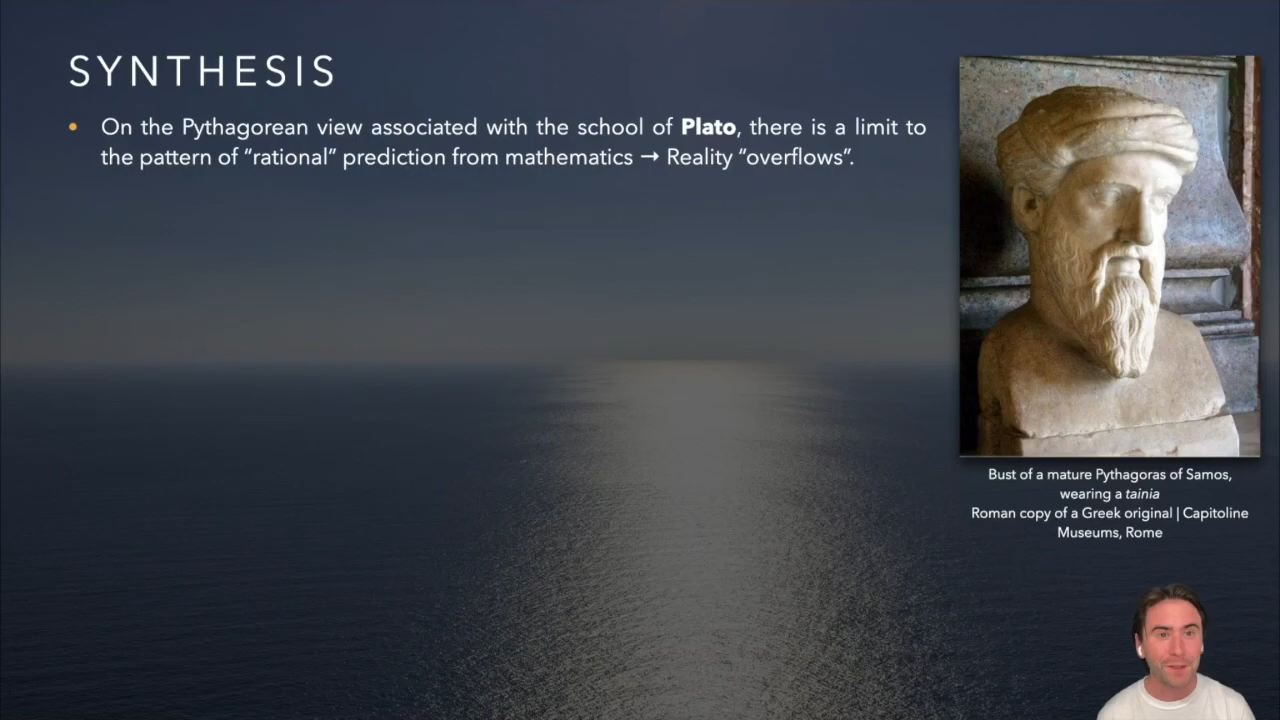 SYNTHESIS
• On the Pythagorean view associated with the school of Plato, there is a limit to
the pattern of “rational” prediction from mathematics → Reality “overflows”.
Bust of a mature Pythagoras of Samos,
wearing a tainia
Roman copy of a Greek original | Capitoline
Museums, Rome